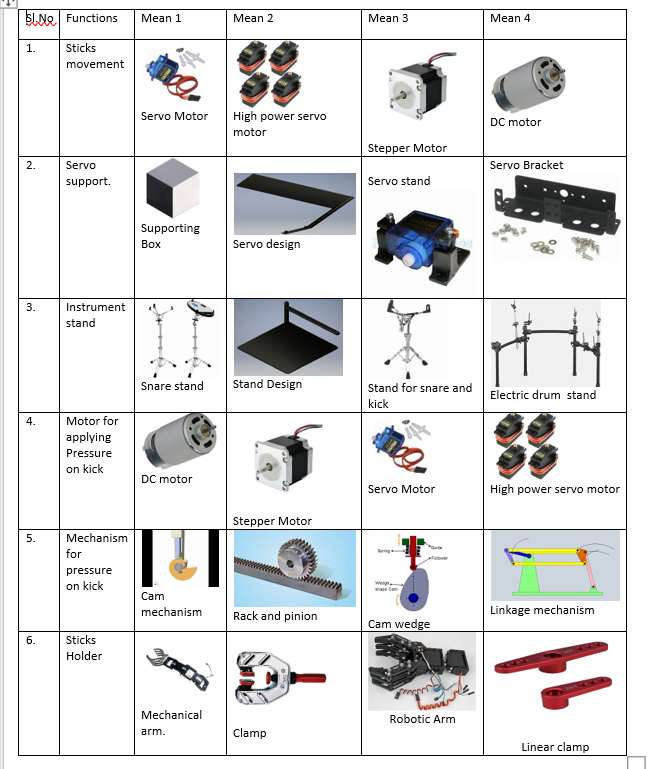 Sl.No Functions Mean 1 Mean 2 Mean 3 Mean 4
1. Sticks
movement
Servo Motor
High power servo
motor
Stepper Motor
DC motor
2. Servo
support.
Supporting
Box
Servo design
Servo stand
Servo Bracket
3. Instrument
stand
Snare stand
Stand Design
Stand for snare and
kick
Electric drum stand
4. Motor for
applying
Pressure
on kick
DC motor
Stepper Motor
Servo Motor
High power servo motor
5. Mechanism
for
pressure
on kick
Cam
mechanism
Rack and pinion
Spring
Guide
Follower
Wedge
shape Cam
Cam wedge
Linkage mechanism
6. Sticks
Holder
Mechanical
arm.
Clamp
Robotic Arm
Linear clamp